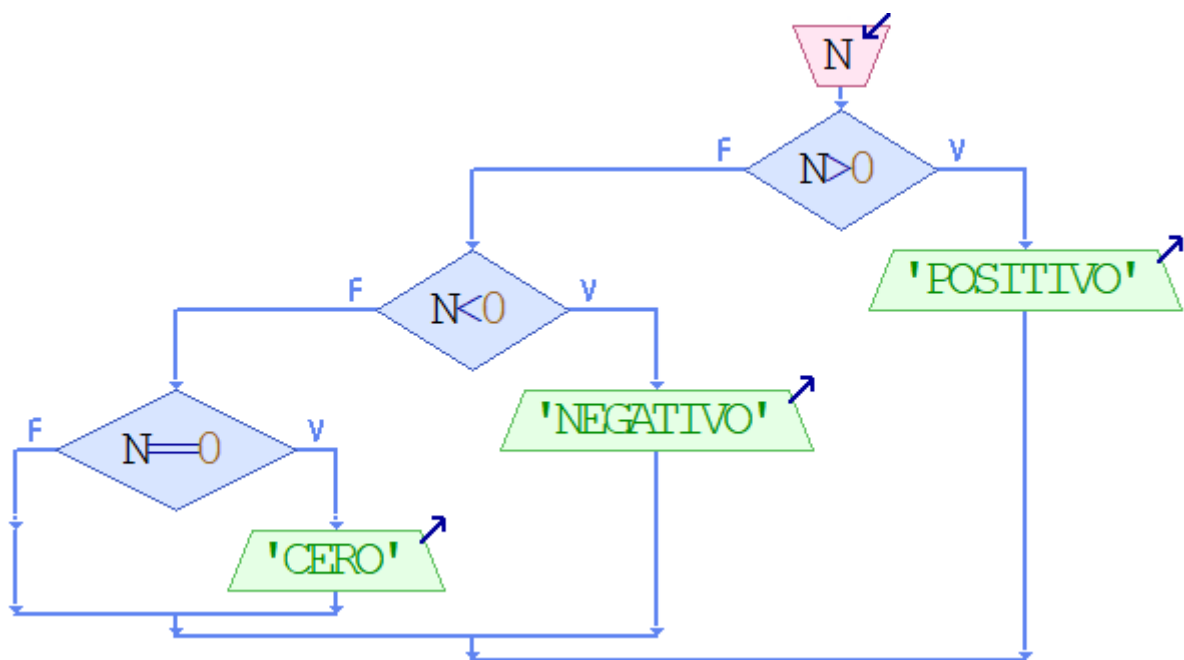 N
F
N>0
V
'POSITIVO'
F
N<0
V
'NEGATIVO'
F
N==0
V
'CERO'